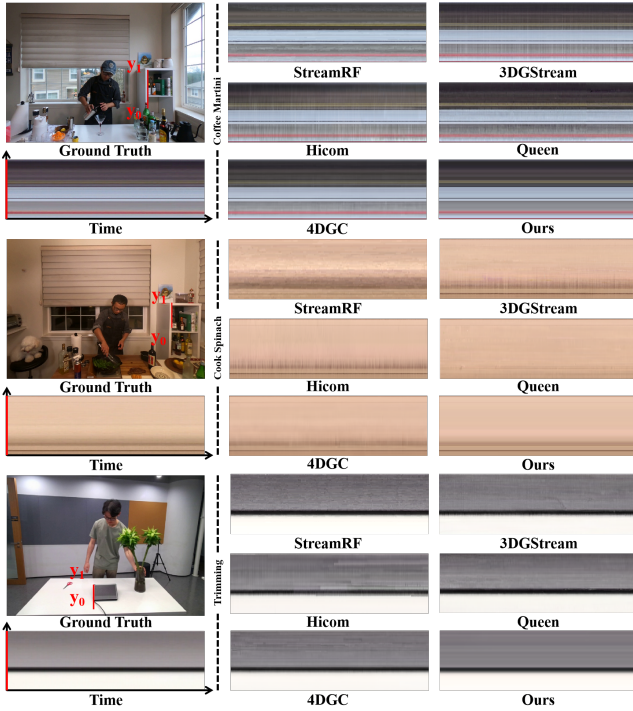 y₁
y₀
Ground Truth
Time
Coffee Martini
StreamRF
3DGStream
Hicom
Queen
4DGC
Ours
y₁
y₀
Ground Truth
Time
Cook Spinach
StreamRF
3DGStream
Hicom
Queen
4DGC
Ours
y₁
y₀
Ground Truth
Time
Trimming
StreamRF
3DGStream
Hicom
Queen
4DGC
Ours